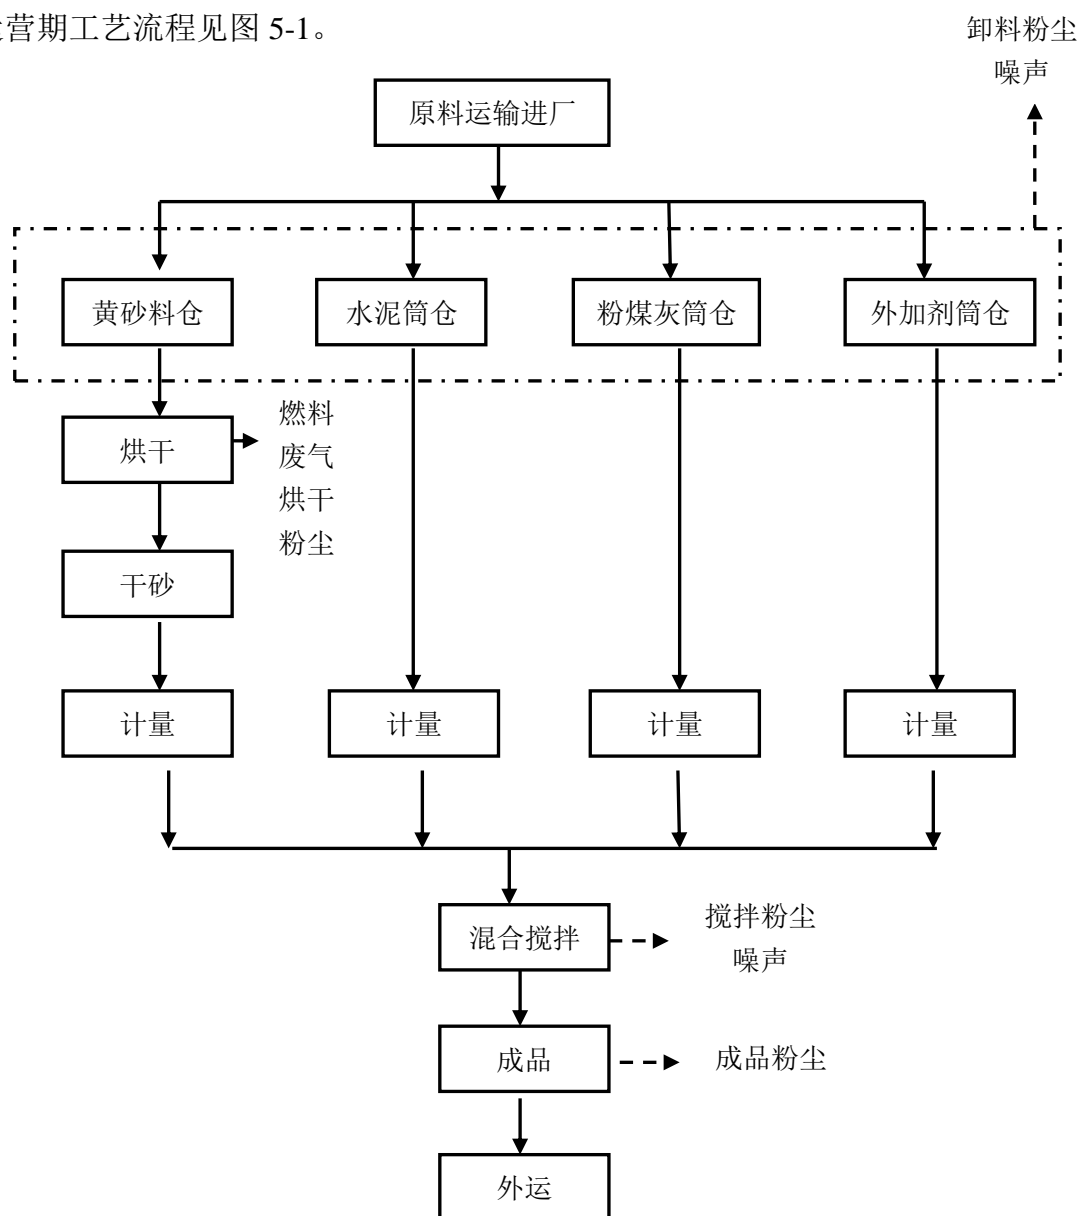 营期工艺流程见图 5-1。
卸料粉尘
噪声
原料运输进厂
黄砂料仓
水泥筒仓
粉煤灰筒仓
外加剂筒仓
烘干
燃料
废气
烘干
粉尘
干砂
计量
计量
计量
计量
混合搅拌
搅拌粉尘
噪声
成品
成品粉尘
外运